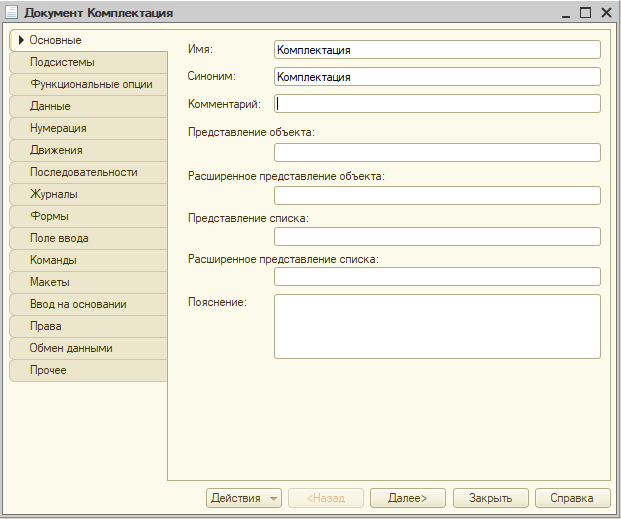 Документ Комплектация
Основные
Подсистемы
Функциональные опции
Данные
Нумерация
Движения
Последовательности
Журналы
Формы
Поле ввода
Команды
Макеты
Ввод на основании
Права
Обмен данными
Прочее
Имя: Комплектация
Синоним: Комплектация
Комментарий:
Представление объекта:
Расширенное представление объекта:
Представление списка:
Расширенное представление списка:
Пояснение:
Действия <Назад Далее> Закрыть Справка